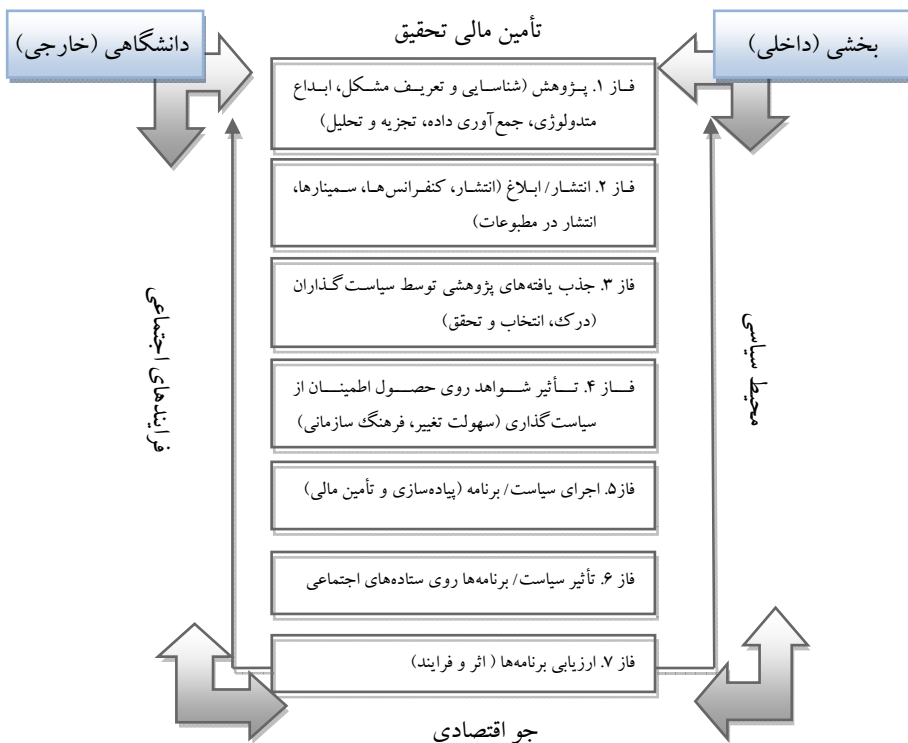 تأمین مالی تحقیق
بخشی (داخلی)
دانشگاهی (خارجی)
فاز ۱. پژوهش (شناسایی و تعریف مشکل، ابداع
متدولوژی، جمع‌آوری داده، تجزیه و تحلیل)
فاز ۲. انتشار/ ابلاغ (انتشار، کنفرانس‌ها، سمینارها،
انتشار در مطبوعات)
فاز ۳. جذب یافته‌های پژوهشی توسط سیاست‌گذاران
(درک، انتخاب و تحقق)
فاز ۴. تأثیر شواهد روی حصول اطمینان از
سیاست‌گذاری (سهولت تغییر، فرهنگ سازمانی)
فاز۵. اجرای سیاست/ برنامه (پیاده‌سازی و تأمین مالی)
فاز ۶. تأثیر سیاست/ برنامه‌ها روی ستاده‌های اجتماعی
فاز ۷. ارزیابی برنامه‌ها ( اثر و فرایند)
محیط سیاسی
فرایندهای اجتماعی
جو اقتصادی